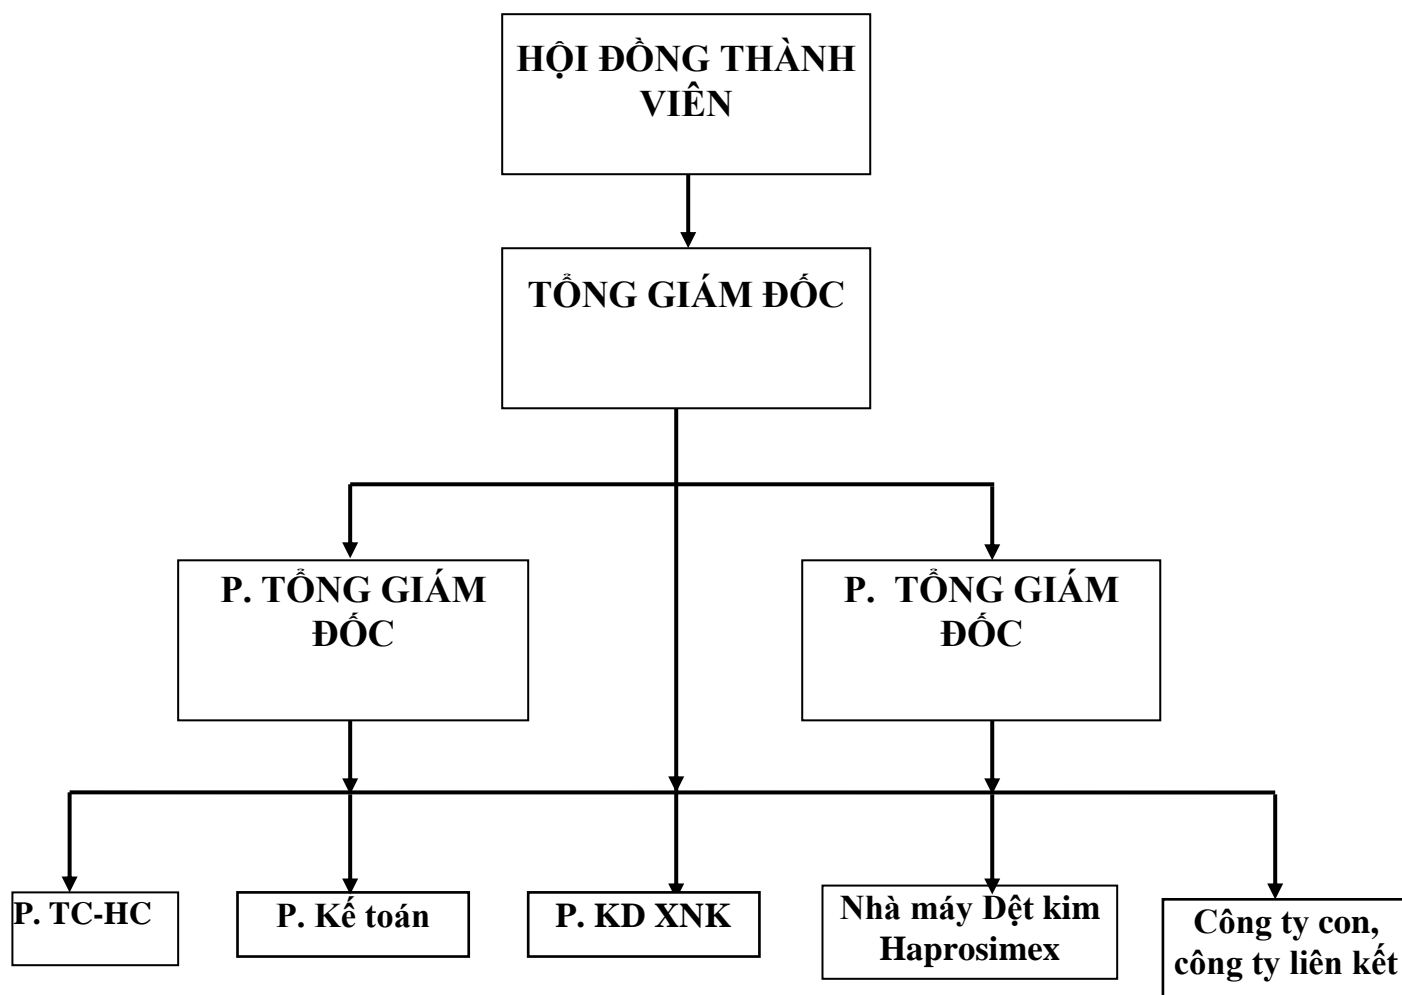 HỘI ĐỒNG THÀNH
VIÊN
TỔNG GIÁM ĐỐC
P. TỔNG GIÁM
ĐỐC
P. TỔNG GIÁM
ĐỐC
P. TC-HC
P. Kế toán
P. KD XNK
Nhà máy Dệt kim
Haprosimex
Công ty con,
công ty liên kết